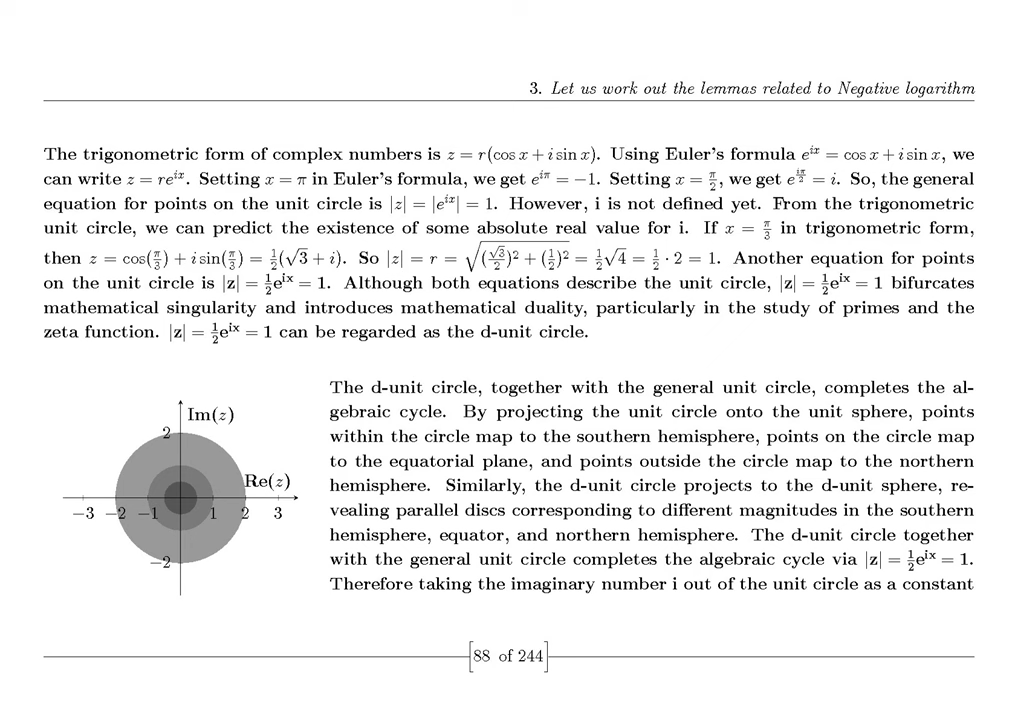 3. Let us work out the lemmas related to Negative logarithm
The trigonometric form of complex numbers is z = r(cos x + i sin x). Using Euler's formula e^{ix} = cos x + i sin x, we
can write z = re^{ix}. Setting x = π in Euler's formula, we get e^{iπ} = −1. Setting x = π/2, we get e^{iπ/2} = i. So, the general
equation for points on the unit circle is |z| = |e^{ix}| = 1. However, i is not defined yet. From the trigonometric
unit circle, we can predict the existence of some absolute real value for i. If x = π/3 in trigonometric form,
then z = cos(π/3) + i sin(π/3) = 1/2(√3 + i). So |z| = r = √((√3/2)² + (1/2)²) = 1/2√4 = 1/2 · 2 = 1. Another equation for points
on the unit circle is |z| = 1/2e^{ix} = 1. Although both equations describe the unit circle, |z| = 1/2e^{ix} = 1 bifurcates
mathematical singularity and introduces mathematical duality, particularly in the study of primes and the
zeta function. |z| = 1/2e^{ix} = 1 can be regarded as the d-unit circle.
Im(z)
2
Re(z)
−3 −2 −1 1 2 3
−2
The d-unit circle, together with the general unit circle, completes the al-
gebraic cycle. By projecting the unit circle onto the unit sphere, points
within the circle map to the southern hemisphere, points on the circle map
to the equatorial plane, and points outside the circle map to the northern
hemisphere. Similarly, the d-unit circle projects to the d-unit sphere, re-
vealing parallel discs corresponding to different magnitudes in the southern
hemisphere, equator, and northern hemisphere. The d-unit circle together
with the general unit circle completes the algebraic cycle via |z| = 1/2e^{ix} = 1.
Therefore taking the imaginary number i out of the unit circle as a constant
88 of 244